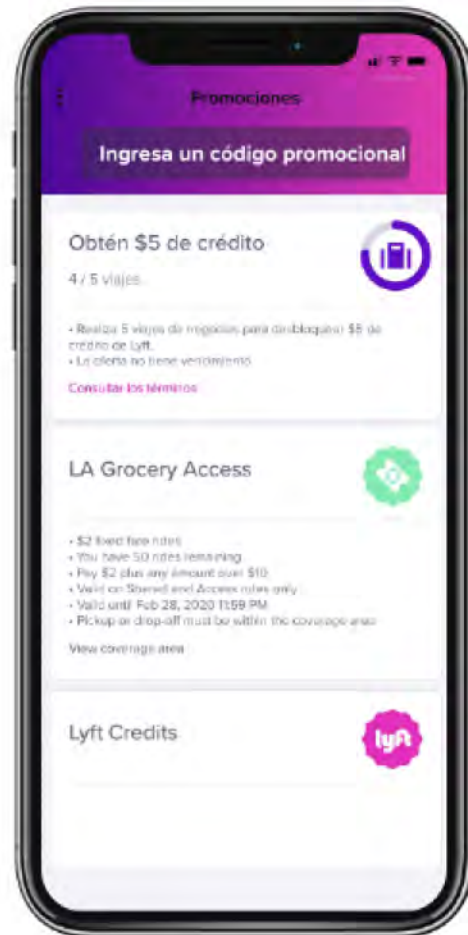 Promociones
Ingresa un código promocional
Obtén $5 de crédito
4 / 5 viajes
• Realiza 5 viajes de negocios para desbloquear $5 de
crédito de Lyft.
• La oferta no tiene vencimiento
Consultar los términos
LA Grocery Access
• $2 fixed fare rides
• You have 50 rides remaining
• Pay $2 plus any amount over $10
• Valid on Shared and Access rides only
• Valid until Feb 28, 2020 11:59 PM
• Pickup or drop-off must be within the coverage area
View coverage area
Lyft Credits
lyft